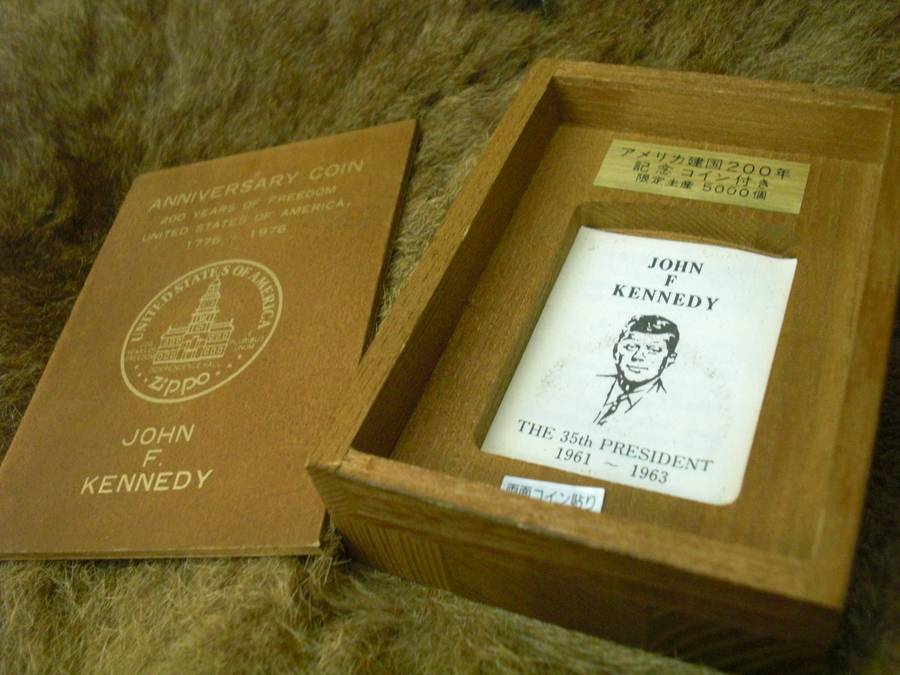 ANNIVERSARY COIN
200 YEARS OF FREEDOM
UNITED STATES OF AMERICA.
1776 1976
UNITED STATES OF AMERICA
INDEPENDENCE HALL
zippo
JOHN
F.
KENNEDY
アメリカ建国200年
記念コイン付き
限定生産 5000個
JOHN
F
KENNEDY
THE 35th PRESIDENT
1961 ~ 1963
両面コイン貼り